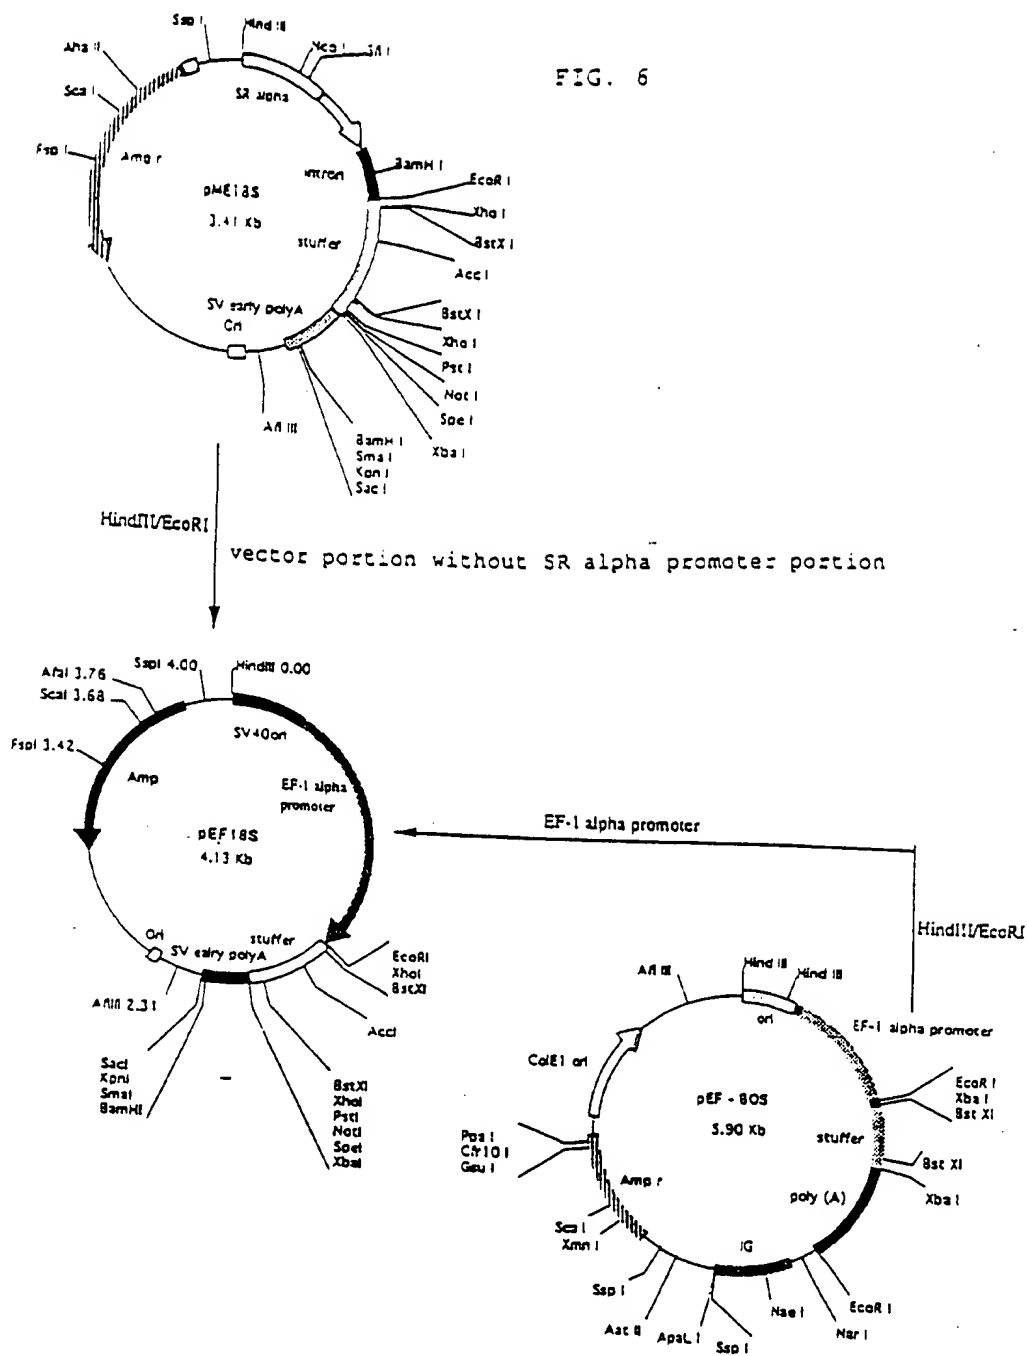 FIG. 6
Ssp I
Hind III
Nco I
Sfi I
Aha II
Sca I
Fsp I
Amp r
SR alpha
intron
BamH I
EcoR I
Xho I
BstX I
pME18S
3.41 Kb
stuffer
Acc I
SV early polyA
Ori
BstX I
Xho I
Pst I
Not I
Spe I
Xba I
Afl III
BamH I
Sma I
Kpn I
Sac I
HindIII/EcoRI
vector portion without SR alpha promoter portion
SspI 4.00
HindIII 0.00
AfaI 3.76
ScaI 3.68
FspI 3.42
Amp
SV40ori
EF-1 alpha
promoter
pEF18S
4.13 Kb
EF-1 alpha promoter
HindIII/EcoRI
Ori
SV ealry polyA
stuffer
EcoRI
XhoI
BstXI
AccI
AflIII 2.31
SacI
KpnI
SmaI
BamHI
BstXI
XhoI
PstI
NotI
SpeI
XbaI
Afl III
Hind III
Hind III
ori
EF-1 alpha promoter
ColE1 ori
pEF - BOS
5.90 Kb
EcoR I
Xba I
Bst XI
stuffer
Bst XI
Xba I
poly (A)
Cfr10 I
Gsu I
Amp r
Sca I
Xmn I
IG
Ssp I
Aat II
ApaL I
Ssp I
Nae I
Nar I
EcoR I